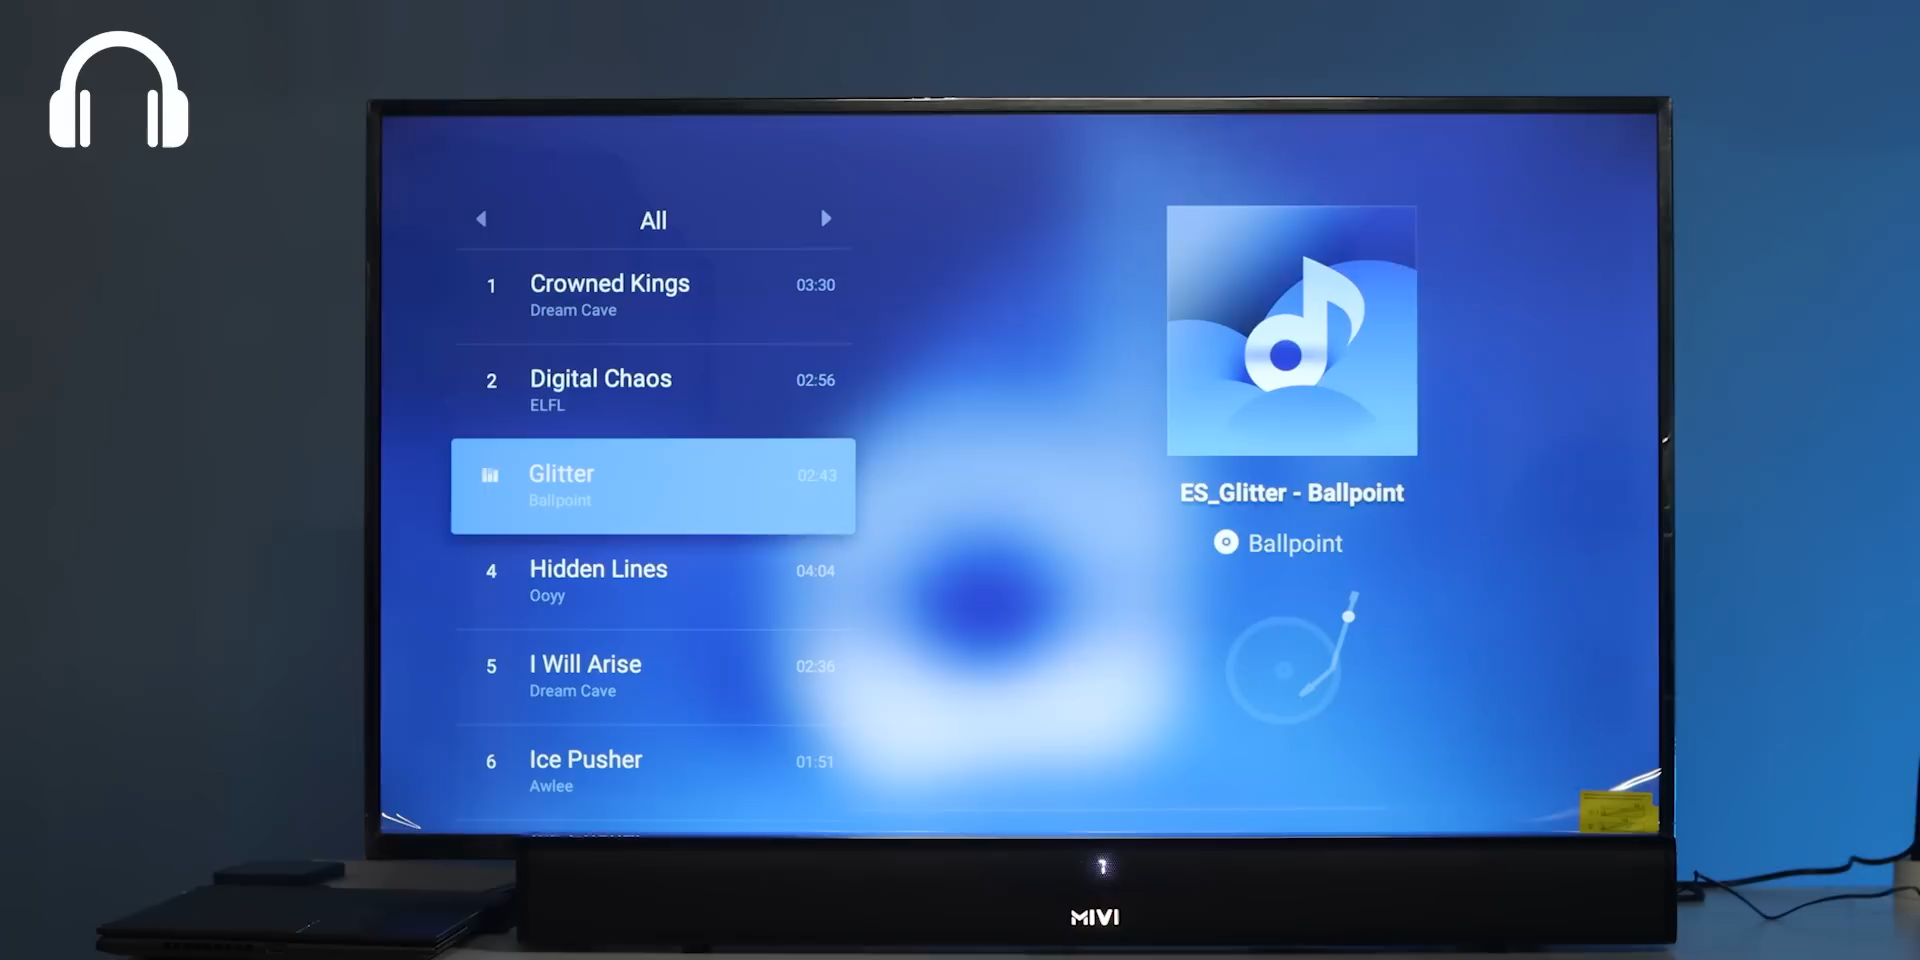 All
1 Crowned Kings 03:30
Dream Cave
2 Digital Chaos 02:56
ELFL
Glitter 02:43
Ballpoint
4 Hidden Lines 04:04
Ooyy
5 I Will Arise 02:36
Dream Cave
6 Ice Pusher 01:51
Awlee
ES_Glitter - Ballpoint
Ballpoint
MIVI